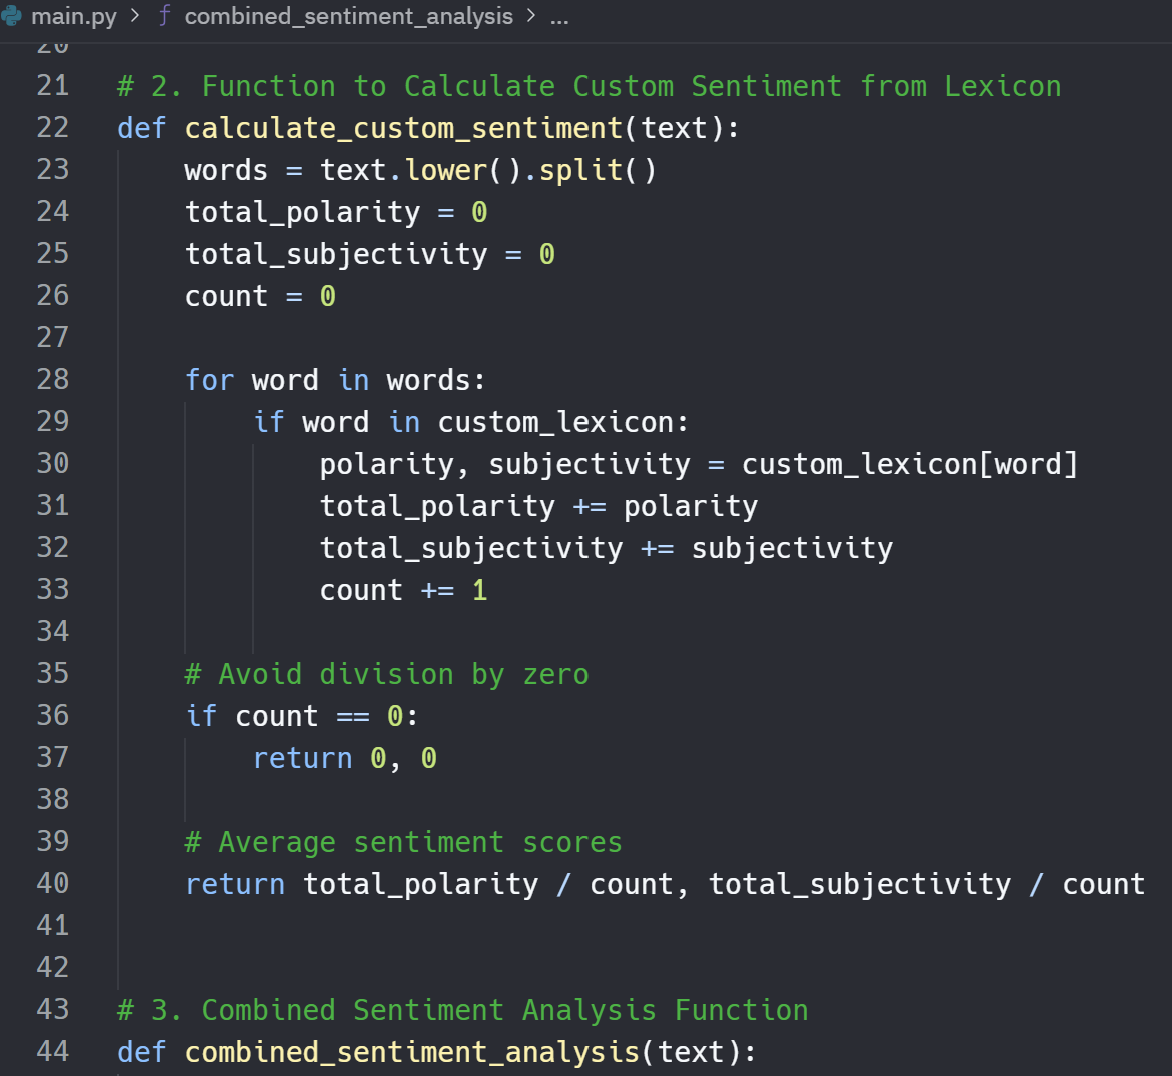 main.py > ƒ combined_sentiment_analysis > ...
20
21 # 2. Function to Calculate Custom Sentiment from Lexicon
22 def calculate_custom_sentiment(text):
23     words = text.lower().split()
24     total_polarity = 0
25     total_subjectivity = 0
26     count = 0
27
28     for word in words:
29         if word in custom_lexicon:
30             polarity, subjectivity = custom_lexicon[word]
31             total_polarity += polarity
32             total_subjectivity += subjectivity
33             count += 1
34
35     # Avoid division by zero
36     if count == 0:
37         return 0, 0
38
39     # Average sentiment scores
40     return total_polarity / count, total_subjectivity / count
41
42
43 # 3. Combined Sentiment Analysis Function
44 def combined_sentiment_analysis(text):